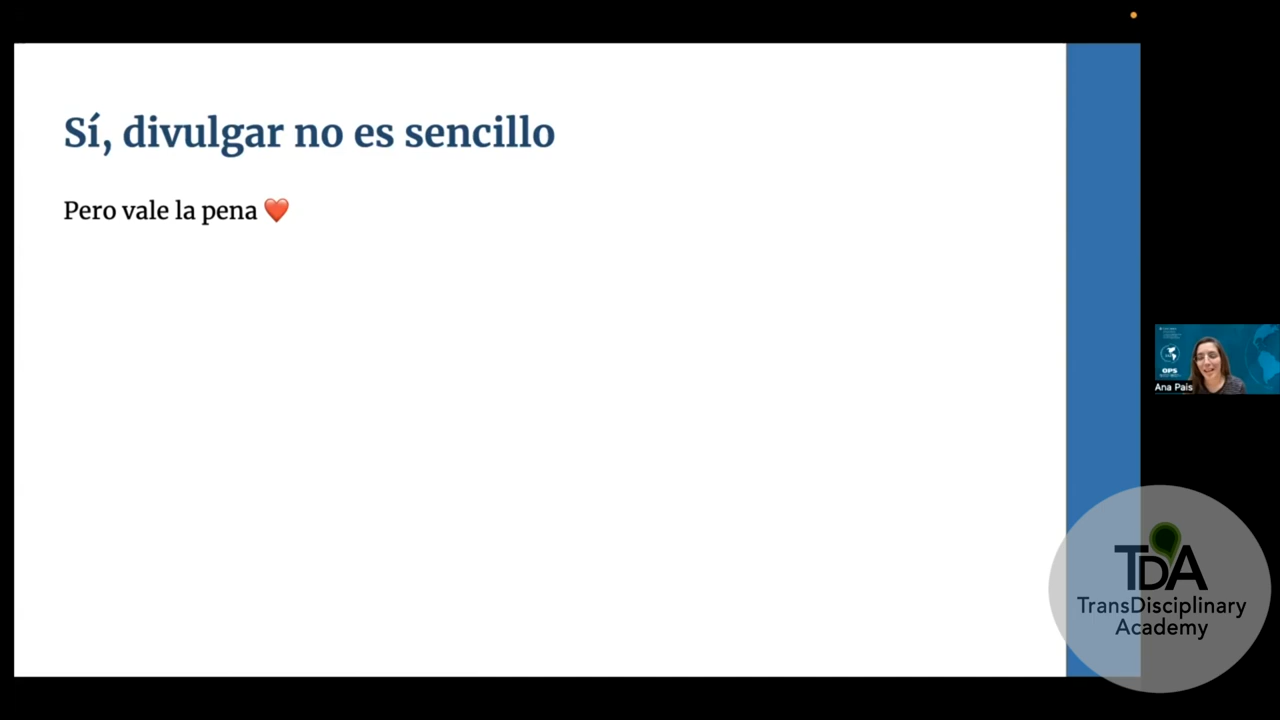 Sí, divulgar no es sencillo
Pero vale la pena ❤️
OPS
Ana Pais
TDA
TransDisciplinary
Academy